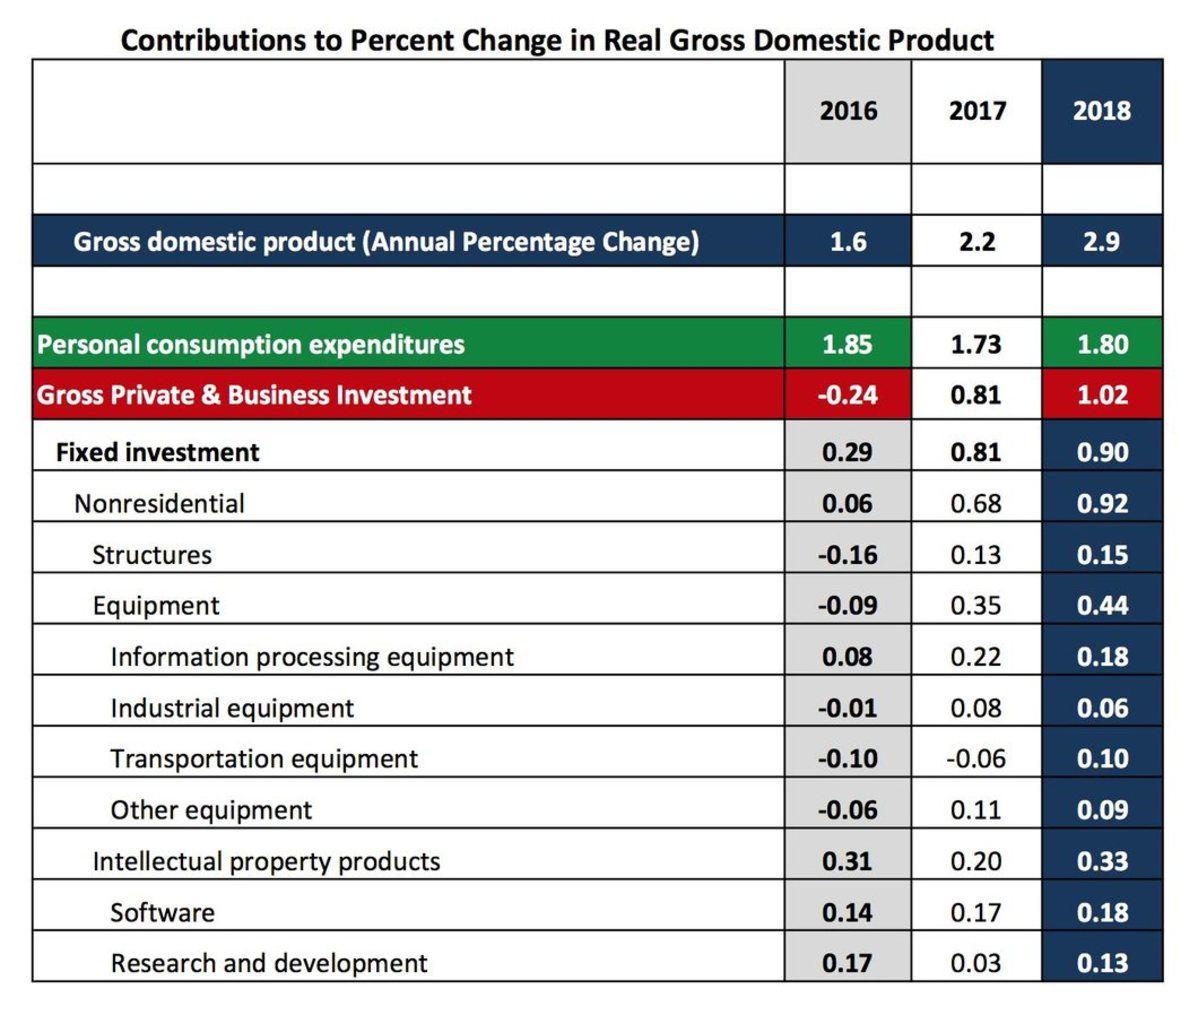 Contributions to Percent Change in Real Gross Domestic Product
2016 2017 2018
Gross domestic product (Annual Percentage Change) 1.6 2.2 2.9
Personal consumption expenditures 1.85 1.73 1.80
Gross Private & Business Investment -0.24 0.81 1.02
Fixed investment 0.29 0.81 0.90
Nonresidential 0.06 0.68 0.92
Structures -0.16 0.13 0.15
Equipment -0.09 0.35 0.44
Information processing equipment 0.08 0.22 0.18
Industrial equipment -0.01 0.08 0.06
Transportation equipment -0.10 -0.06 0.10
Other equipment -0.06 0.11 0.09
Intellectual property products 0.31 0.20 0.33
Software 0.14 0.17 0.18
Research and development 0.17 0.03 0.13